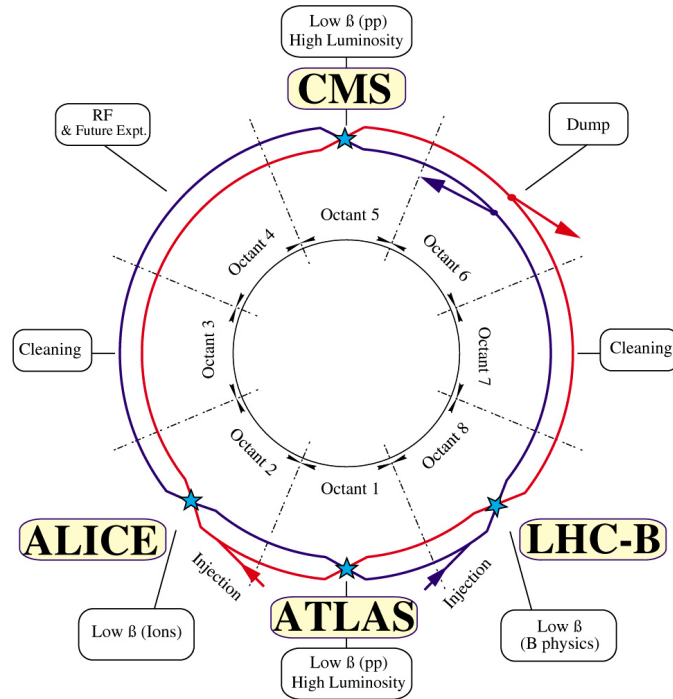 Low ß (pp)
High Luminosity
CMS
RF
& Future Expt.
Dump
Octant 5
Octant 4
Octant 6
Cleaning
Octant 3
Octant 7
Cleaning
Octant 2
Octant 8
Octant 1
ALICE
LHC-B
Injection
Injection
ATLAS
Low ß (Ions)
Low ß
(B physics)
Low ß (pp)
High Luminosity